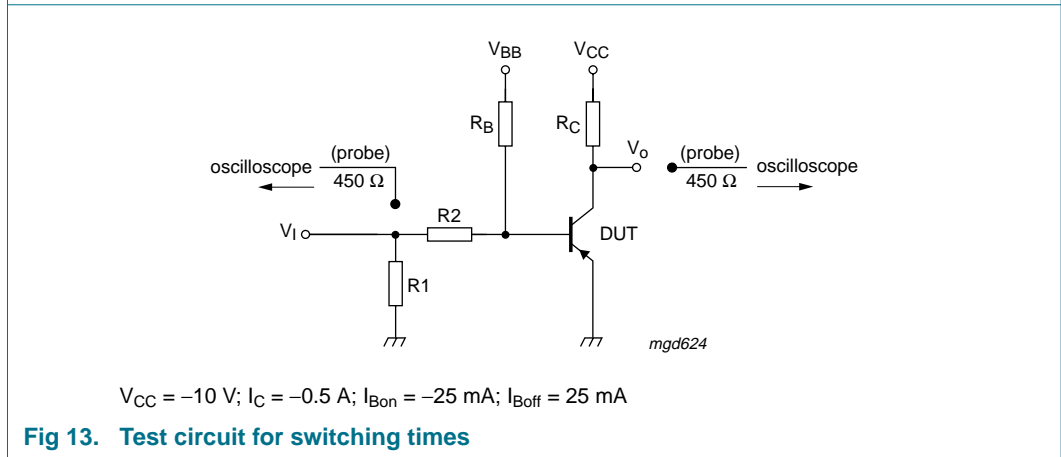 VBB
VCC
RB
RC
Vo
(probe)
450 Ω
oscilloscope
(probe)
450 Ω
oscilloscope
R2
VI
DUT
R1
mgd624
VCC = −10 V; IC = −0.5 A; IBon = −25 mA; IBoff = 25 mA
Fig 13. Test circuit for switching times